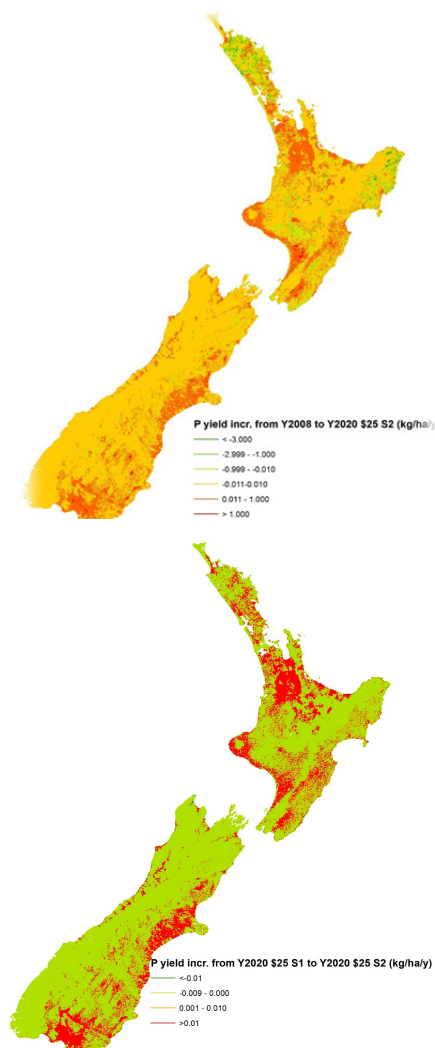 P yield incr. from Y2008 to Y2020 $25 S2 (kg/ha/y
< -3.000
-2.999 - -1.000
-0.999 - -0.010
-0.011-0.010
0.011 - 1.000
> 1.000
P yield incr. from Y2020 $25 S1 to Y2020 $25 S2 (kg/ha/y)
<-0.01
-0.009 - 0.000
0.001 - 0.010
>0.01